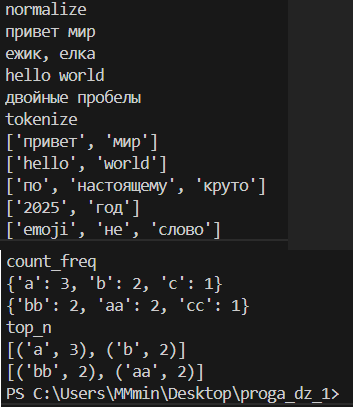 normalize
привет мир
ежик, елка
hello world
двойные пробелы
tokenize
['привет', 'мир']
['hello', 'world']
['по', 'настоящему', 'круто']
['2025', 'год']
['emoji', 'не', 'слово']
count_freq
{'a': 3, 'b': 2, 'c': 1}
{'bb': 2, 'aa': 2, 'cc': 1}
top_n
[('a', 3), ('b', 2)]
[('bb', 2), ('aa', 2)]
PS C:\Users\MMmin\Desktop\proga_dz_1>